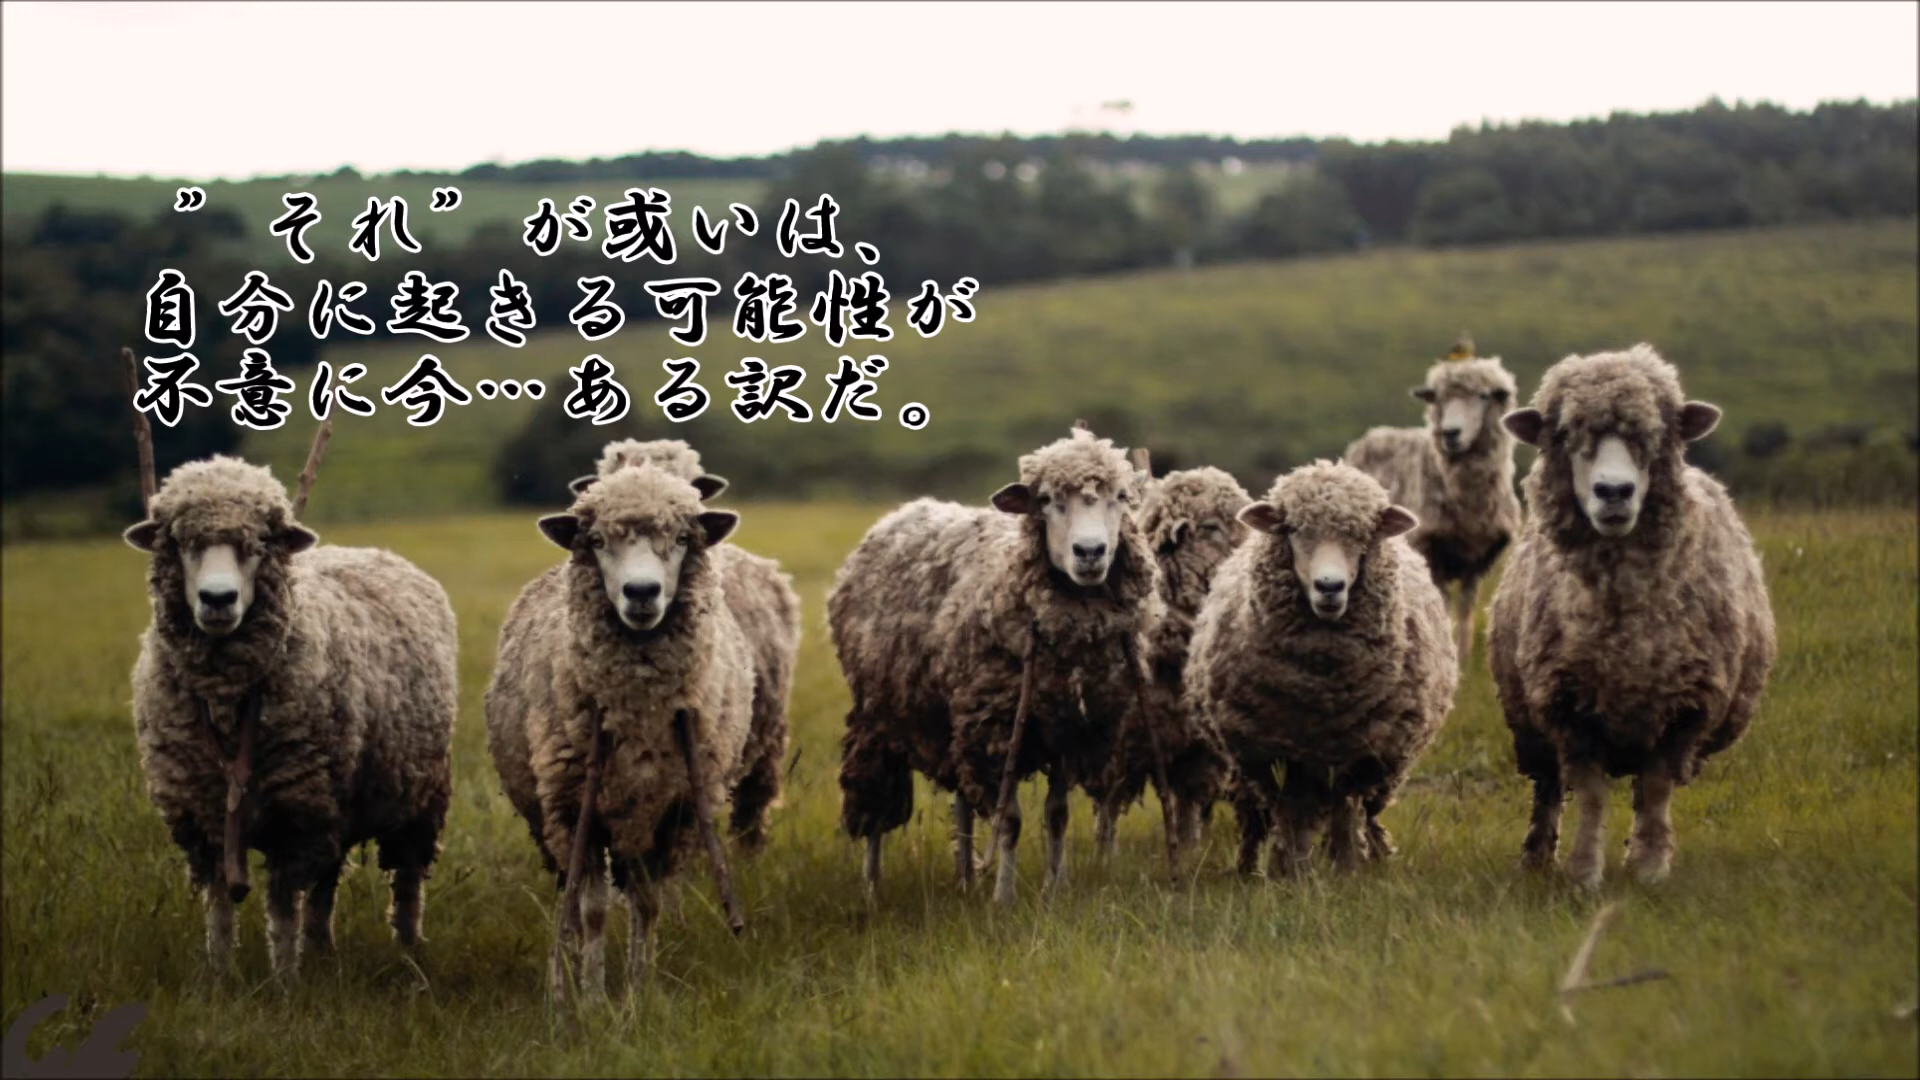 ”それ”が或いは、
自分に起きる可能性が
不意に今…ある訳だ。